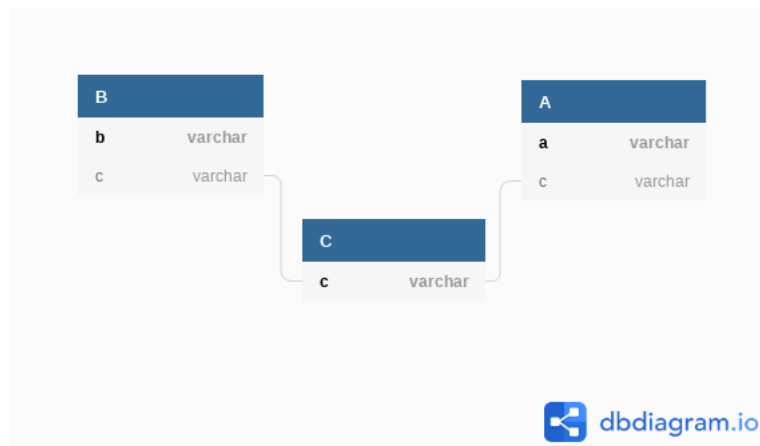 B
b varchar
c varchar
A
a varchar
c varchar
C
c varchar
dbdiagram.io